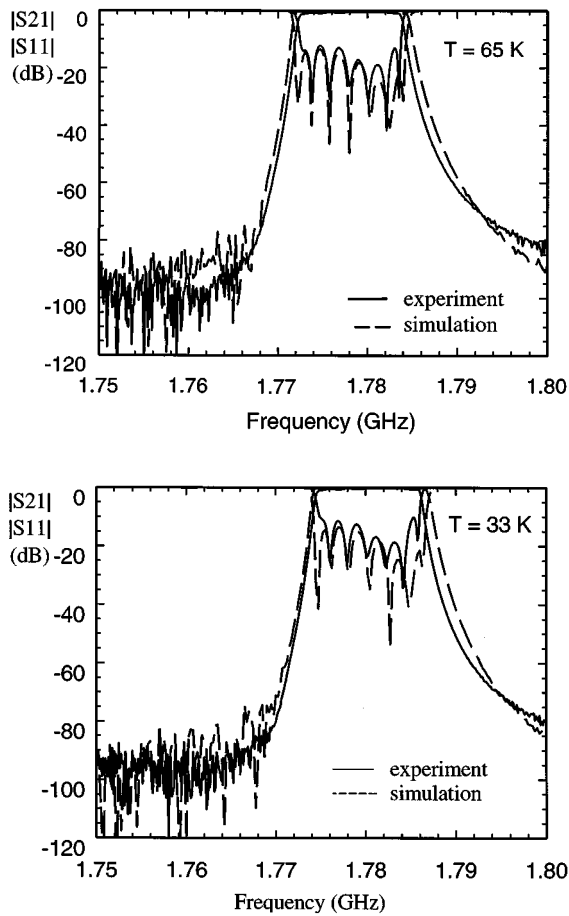 |S21|
|S11|
(dB)
0
-20
-40
-60
-80
-100
-120
T = 65 K
experiment
simulation
1.75 1.76 1.77 1.78 1.79 1.80
Frequency (GHz)
|S21|
|S11|
(dB)
0
-20
-40
-60
-80
-100
-120
T = 33 K
experiment
simulation
1.75 1.76 1.77 1.78 1.79 1.80
Frequency (GHz)